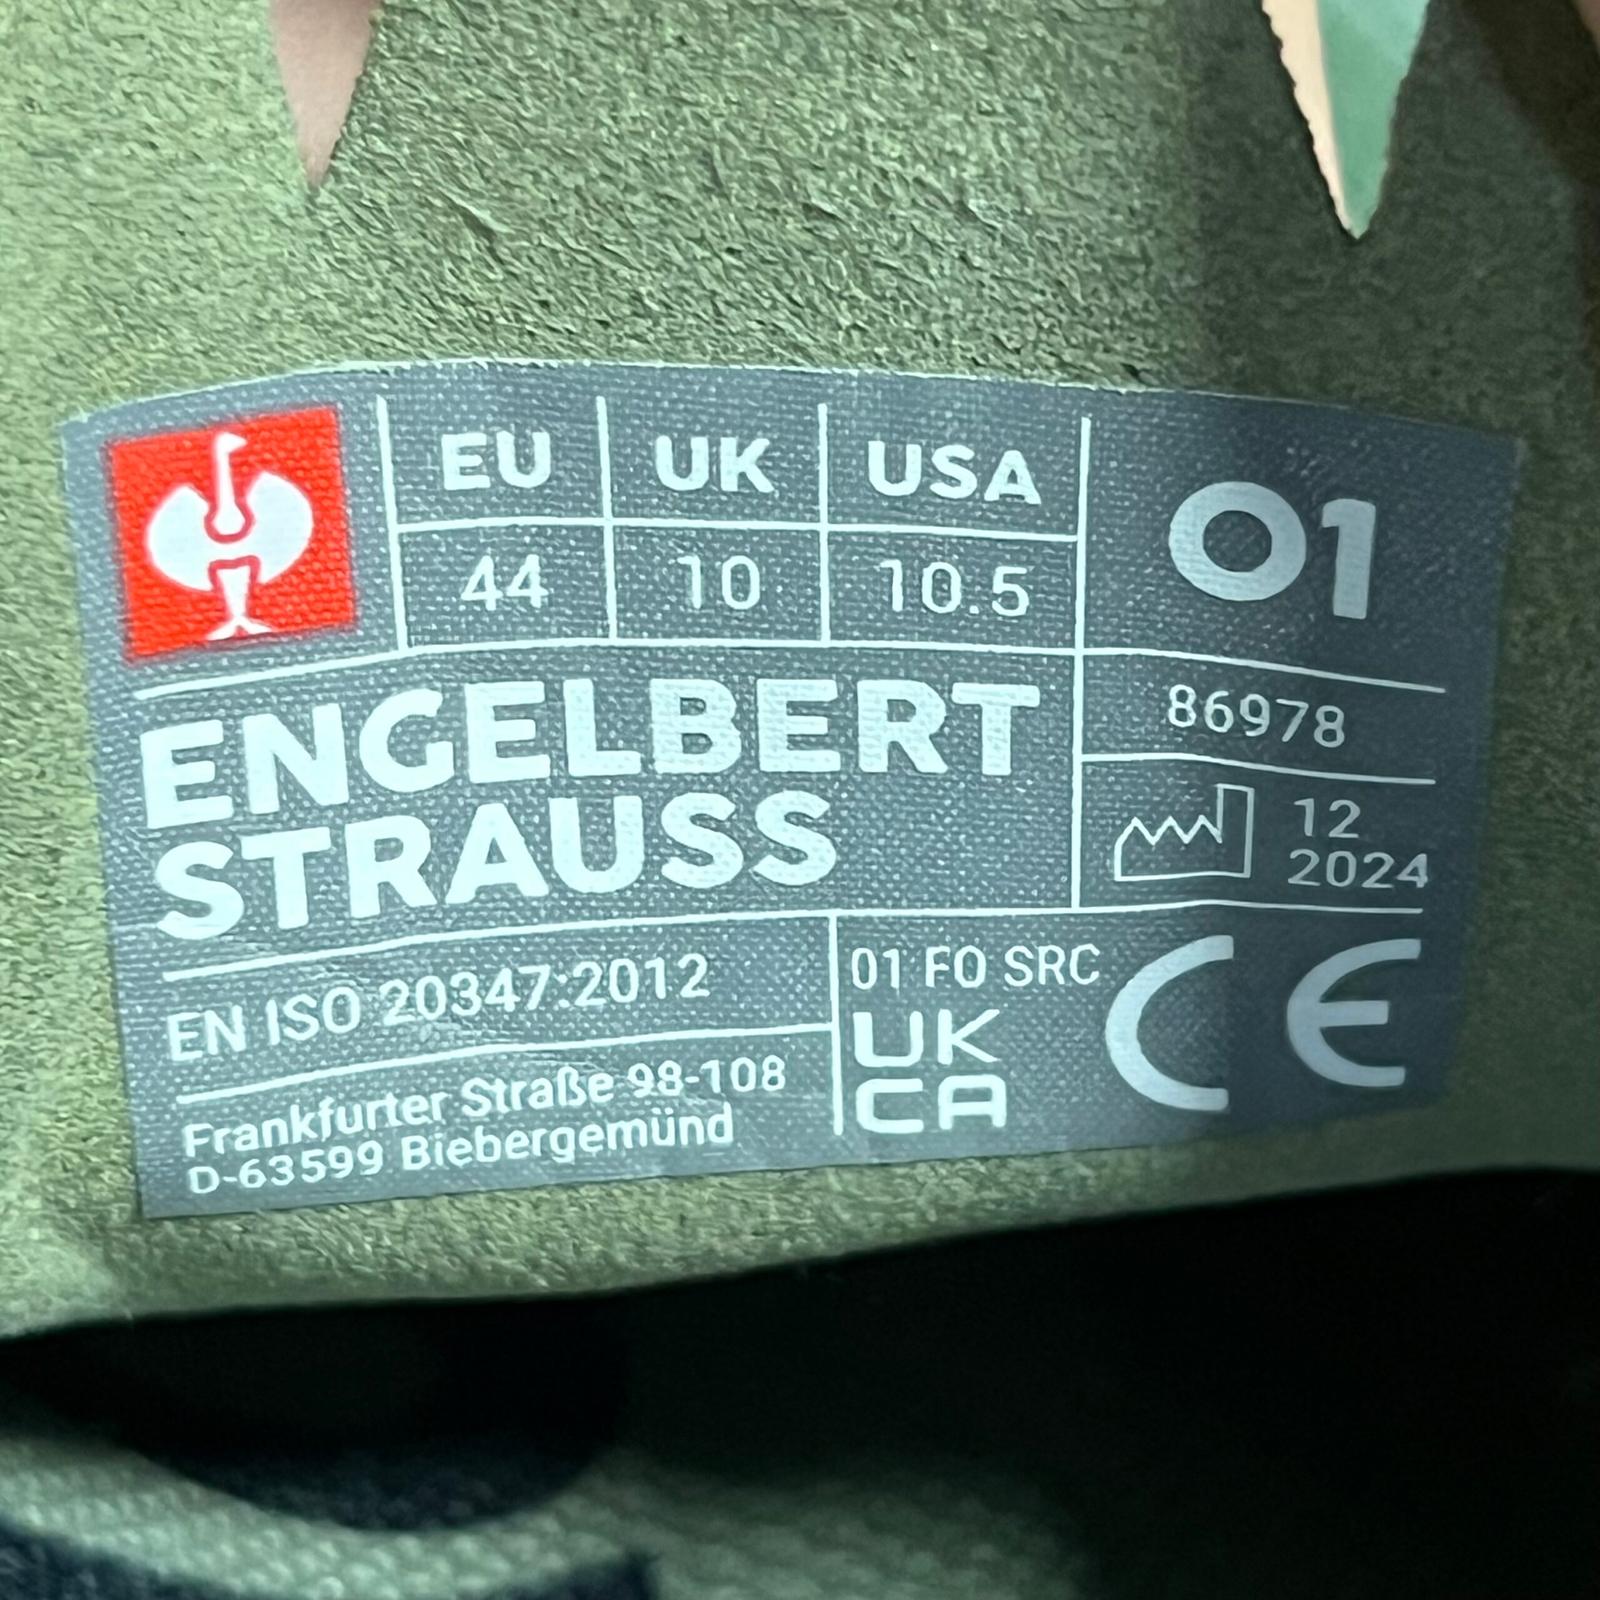 EU UK USA
44 10 10.5
O1
ENGELBERT
STRAUSS
86978
12
2024
EN ISO 20347:2012
Frankfurter Straße 98-108
D-63599 Biebergemünd
01 FO SRC
UK
CA
CE